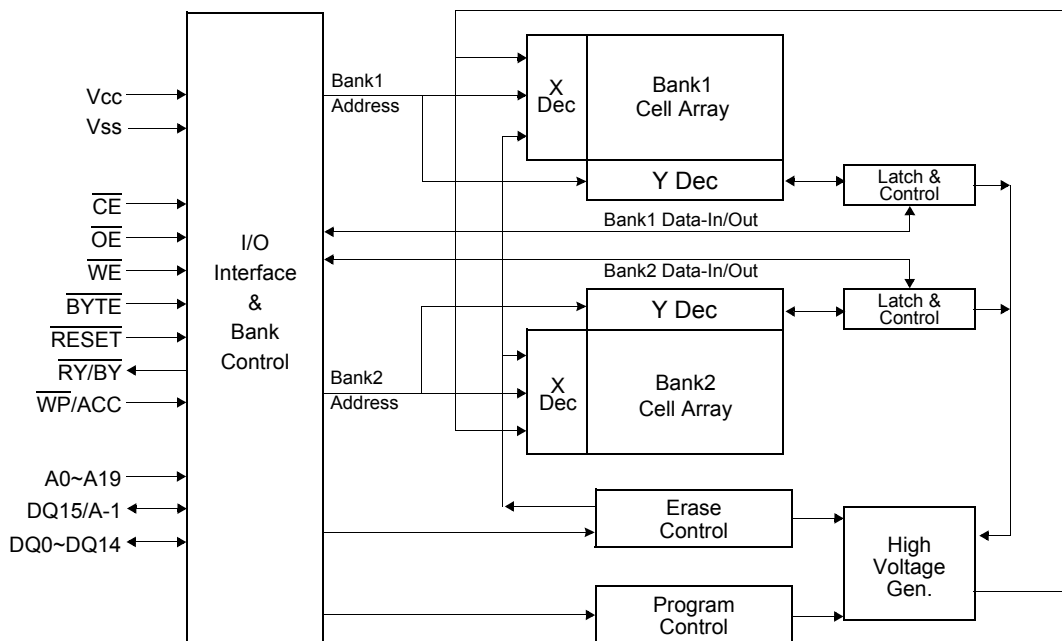 Vcc
Vss
CE
OE
WE
BYTE
RESET
RY/BY
WP/ACC
A0~A19
DQ15/A-1
DQ0~DQ14
I/O
Interface
&
Bank
Control
Bank1
Address
X
Dec
Bank1
Cell Array
Y Dec
Latch &
Control
Bank1 Data-In/Out
Bank2 Data-In/Out
Y Dec
Latch &
Control
Bank2
Address
X
Dec
Bank2
Cell Array
Erase
Control
High
Voltage
Gen.
Program
Control